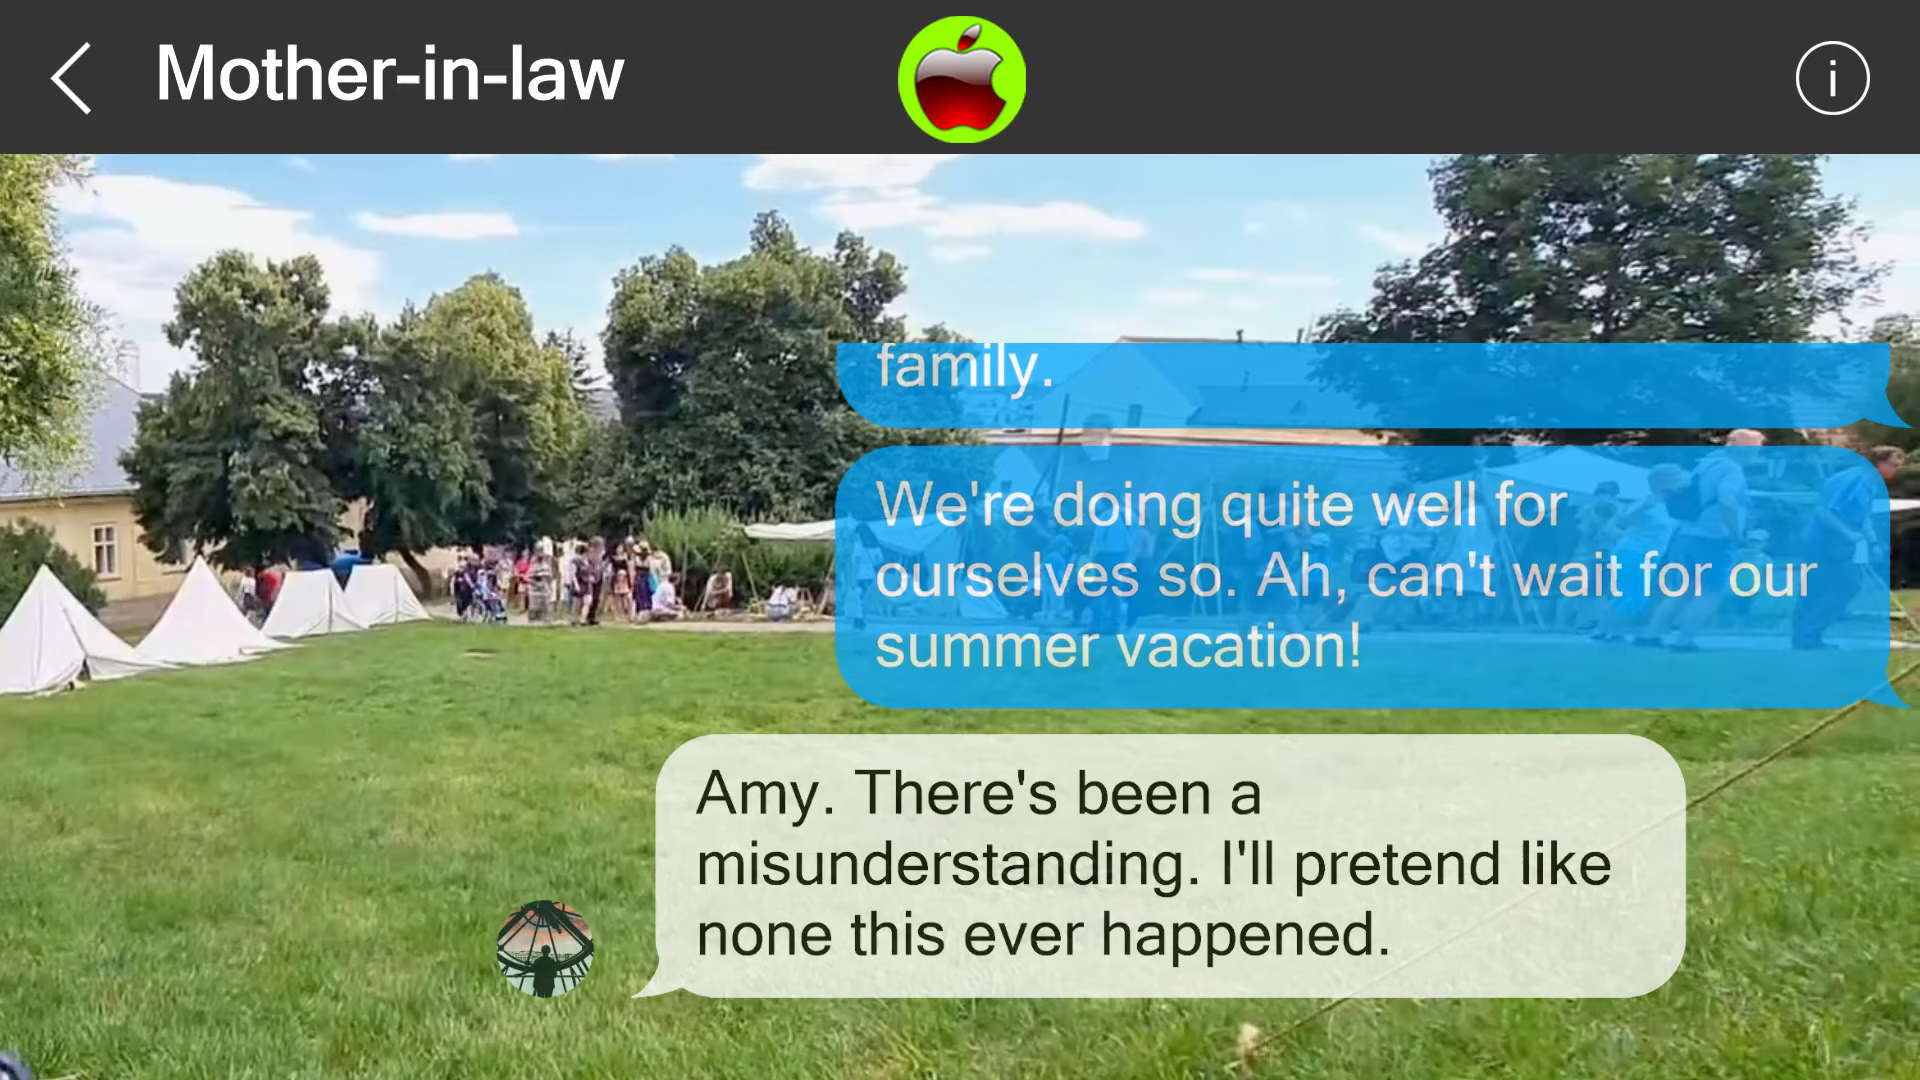 Mother-in-law
family.
We're doing quite well for
ourselves so. Ah, can't wait for our
summer vacation!
Amy. There's been a
misunderstanding. I'll pretend like
none this ever happened.